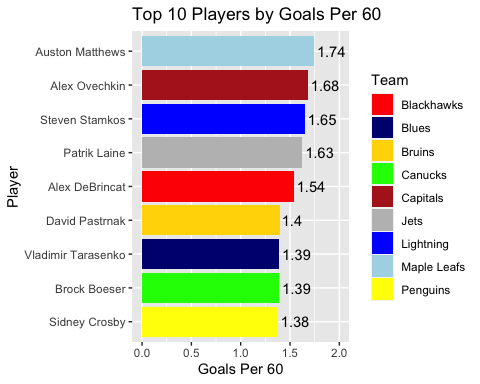 Top 10 Players by Goals Per 60
Player
Auston Matthews 1.74
Alex Ovechkin 1.68
Steven Stamkos 1.65
Patrik Laine 1.63
Alex DeBrincat 1.54
David Pastrnak 1.4
Vladimir Tarasenko 1.39
Brock Boeser 1.39
Sidney Crosby 1.38
0.0 0.5 1.0 1.5 2.0
Goals Per 60
Team
Blackhawks
Blues
Bruins
Canucks
Capitals
Jets
Lightning
Maple Leafs
Penguins